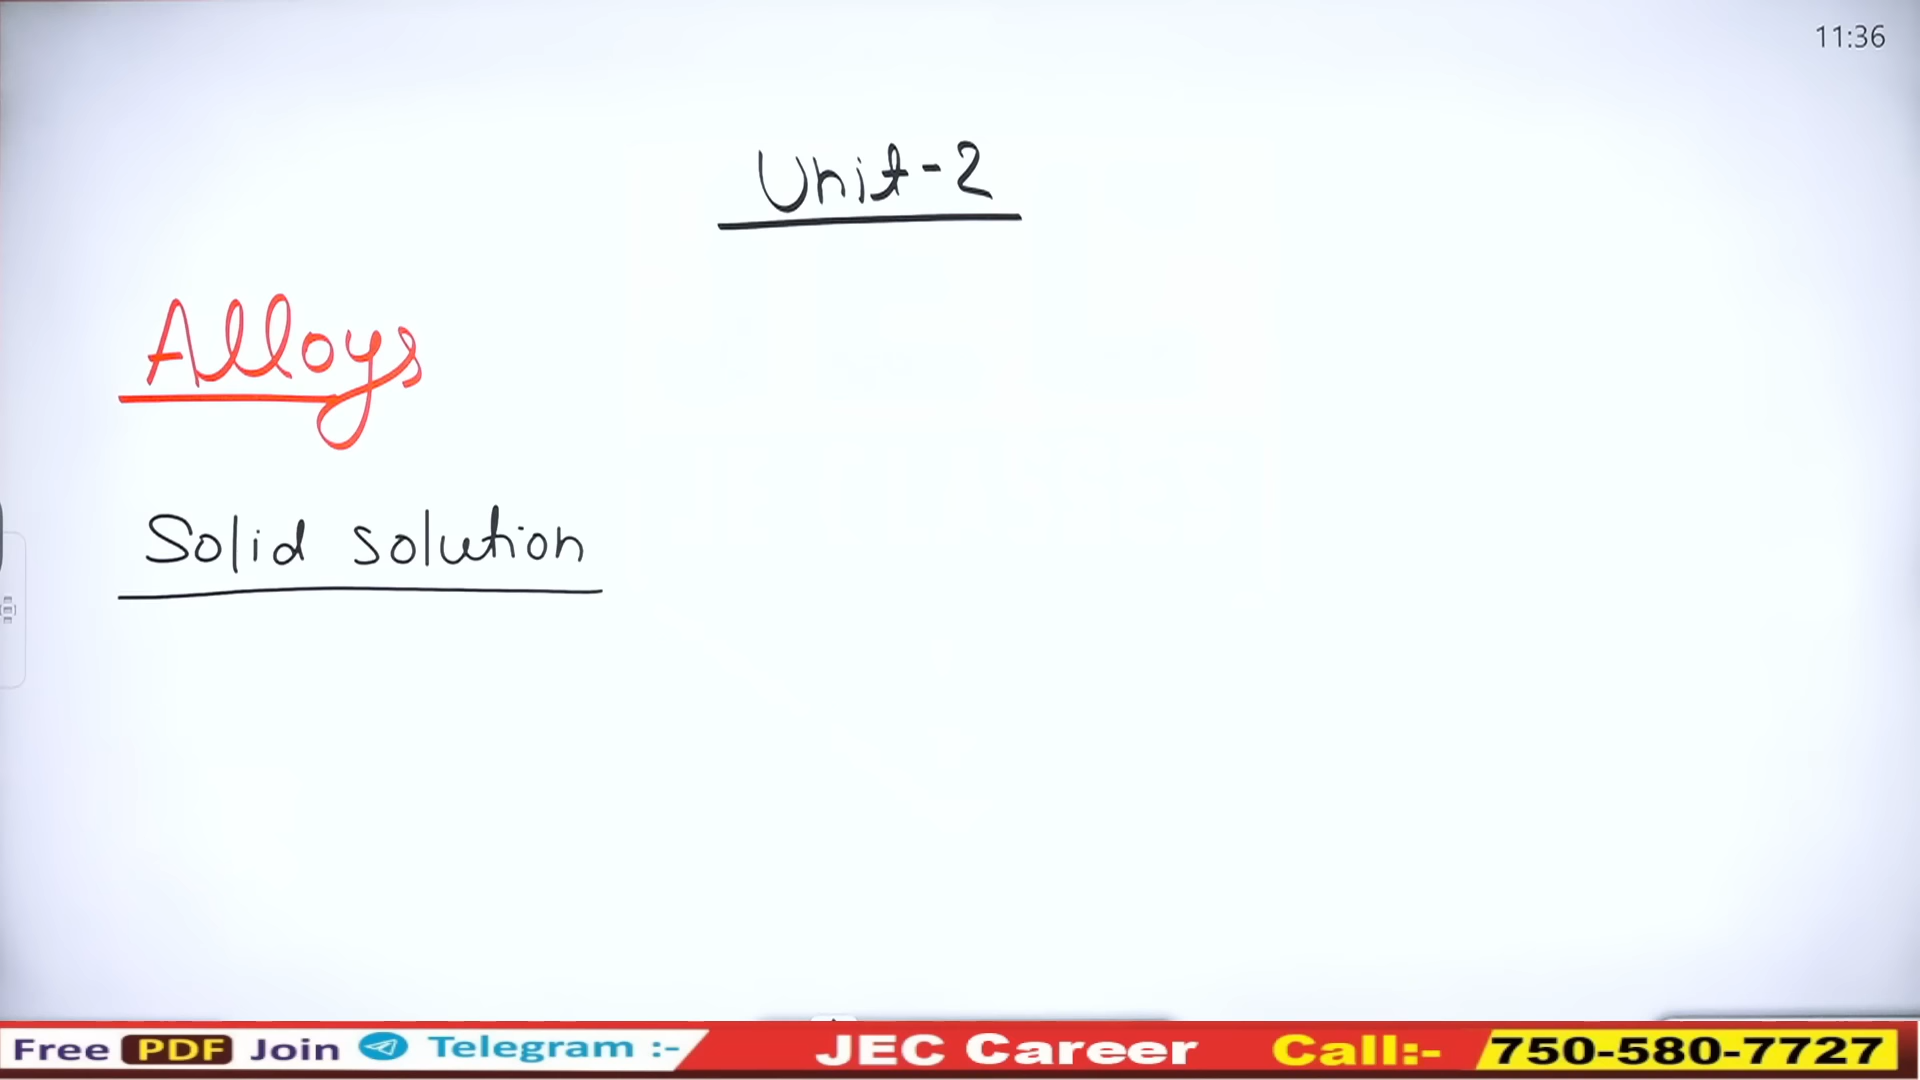 11:36
Unit-2
Alloys
Solid solution
Free PDF Join Telegram :- JEC Career Call:- 750-580-7727